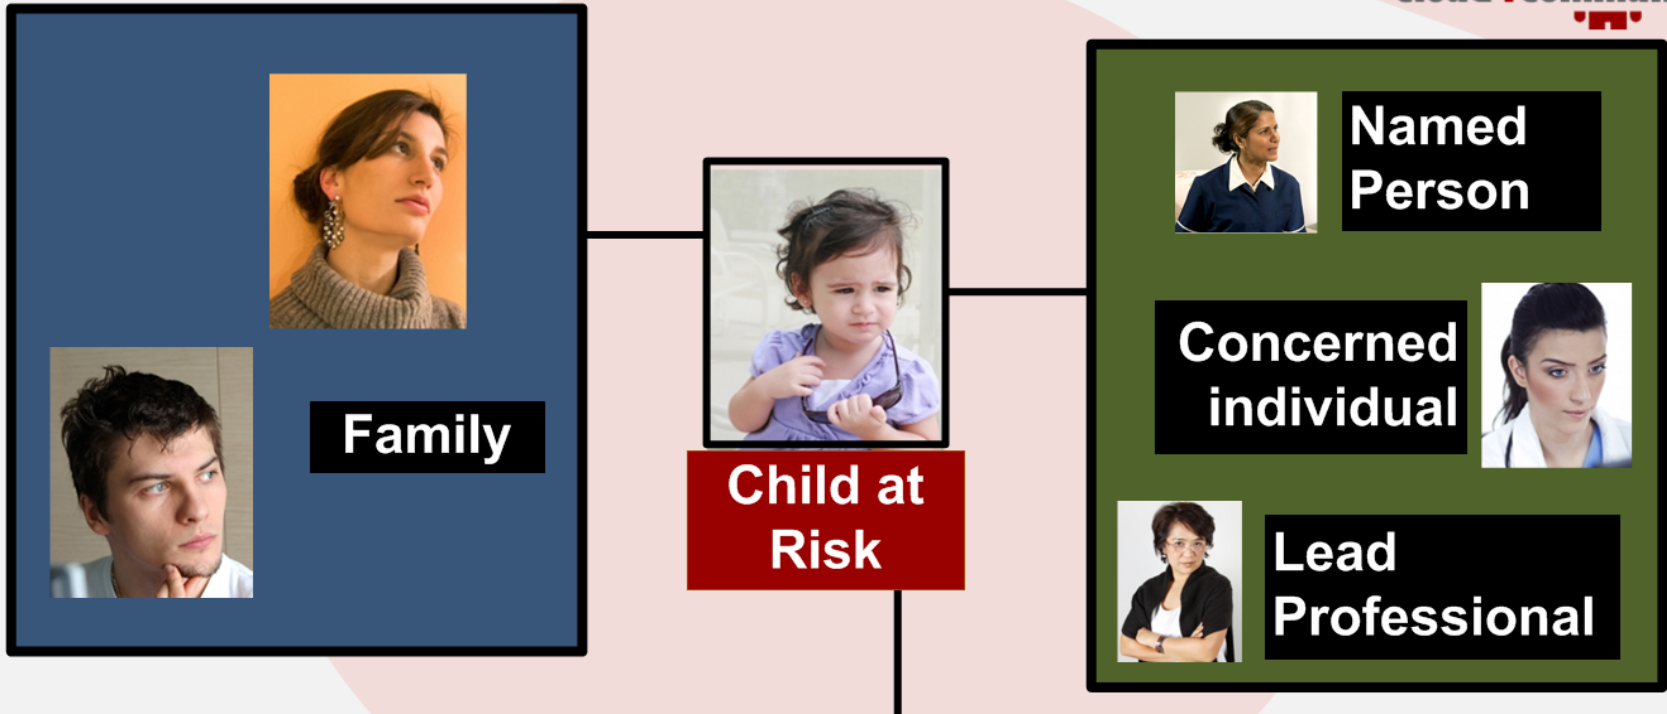 Family
Child at
Risk
Named
Person
Concerned
individual
Lead
Professional